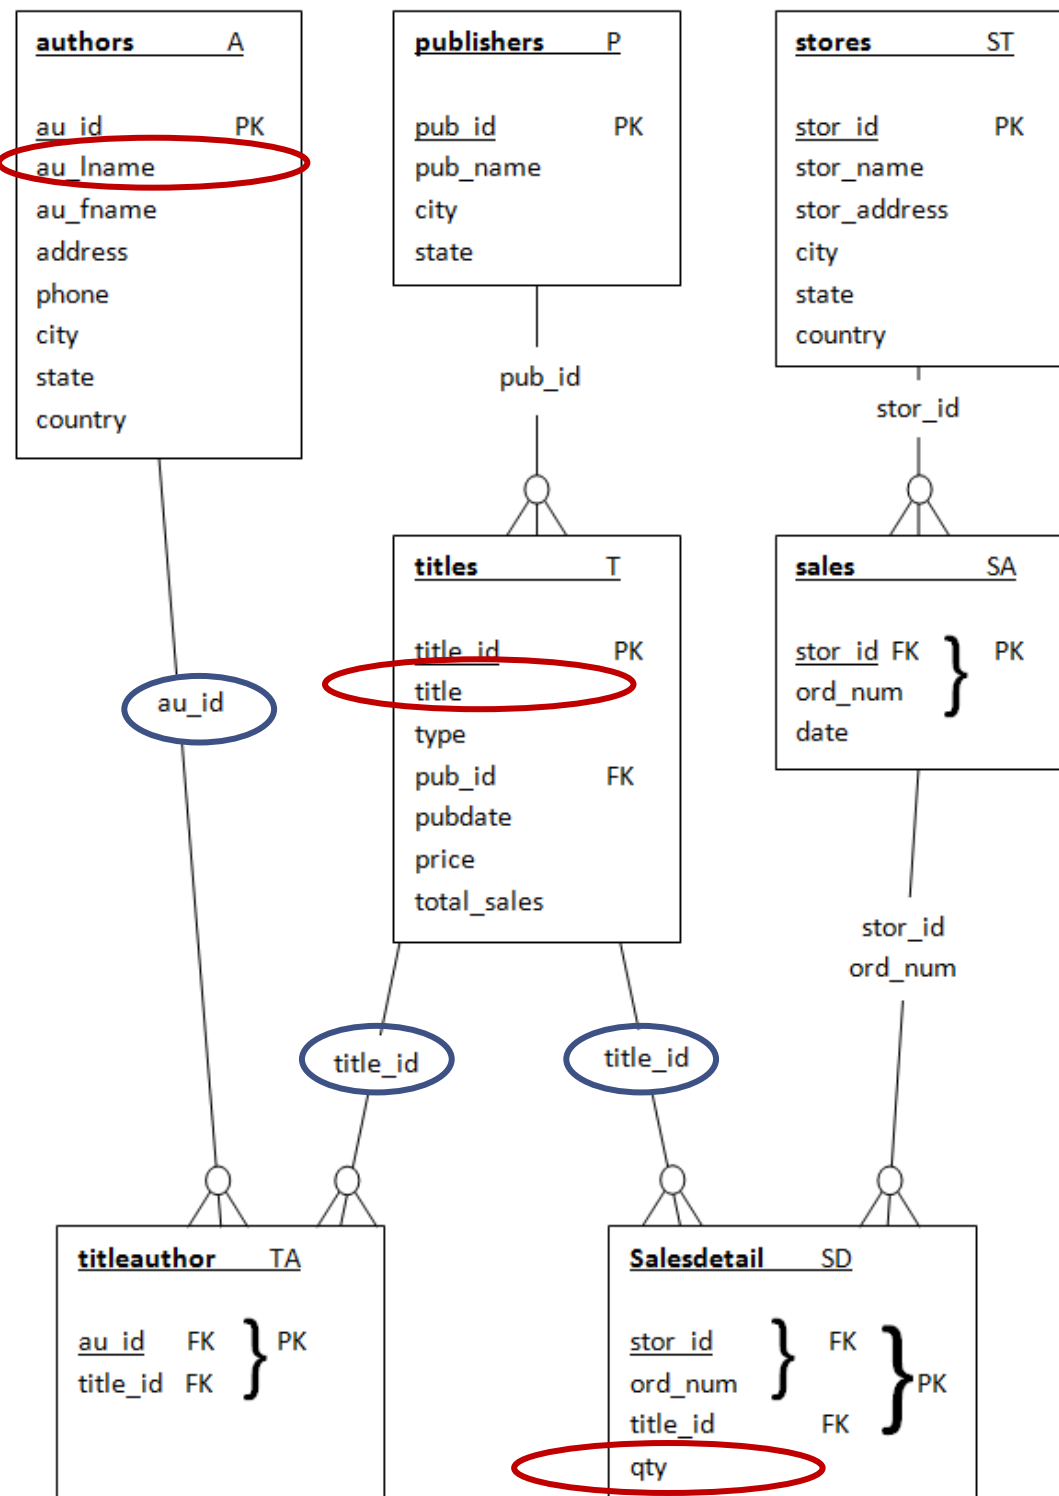 authors A
au_id PK
au_lname
au_fname
address
phone
city
state
country
publishers P
pub_id PK
pub_name
city
state
stores ST
stor_id PK
stor_name
stor_address
city
state
country
pub_id
stor_id
titles T
title_id PK
title
type
pub_id FK
pubdate
price
total_sales
sales SA
stor_id FK } PK
ord_num
date
au_id
stor_id
ord_num
title_id
title_id
titleauthor TA
au_id FK } PK
title_id FK
Salesdetail SD
stor_id } FK
ord_num } PK
title_id FK
qty